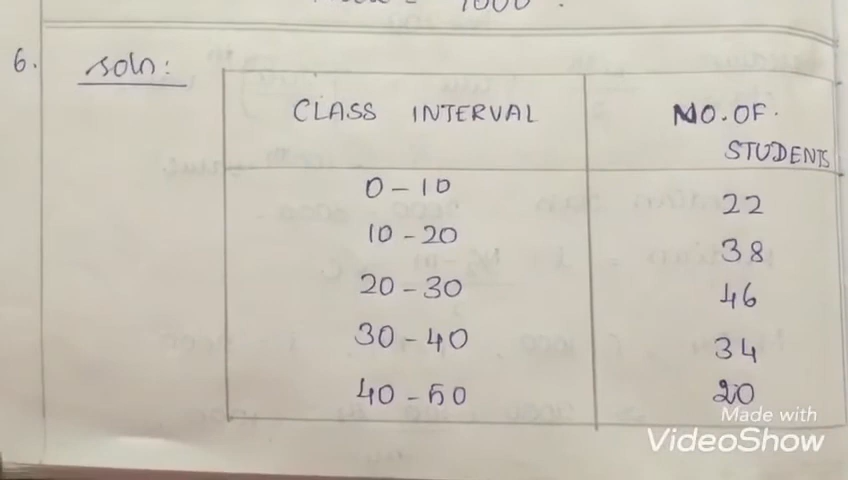 1000.
6. Soln:
CLASS INTERVAL NO. OF. STUDENTS
0 - 10 22
10 - 20 38
20 - 30 46
30 - 40 34
40 - 50 20
Made with
VideoShow